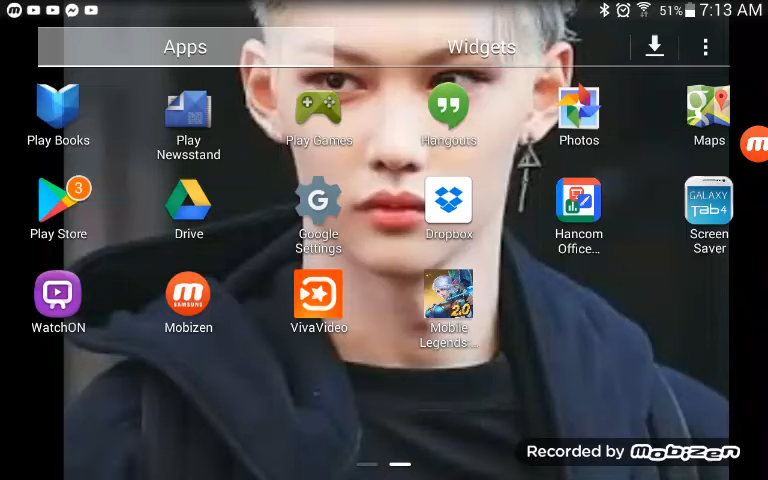 51% 7:13 AM
Apps Widgets
Play Books Play Newsstand Play Games Hangouts Photos Maps
3
Play Store Drive Google Settings Dropbox Hancom Office... Screen Saver
G
GALAXY Tab4
WatchON Mobizen VivaVideo Mobile Legends:...
SAMSUNG
2.0
Recorded by mobizen